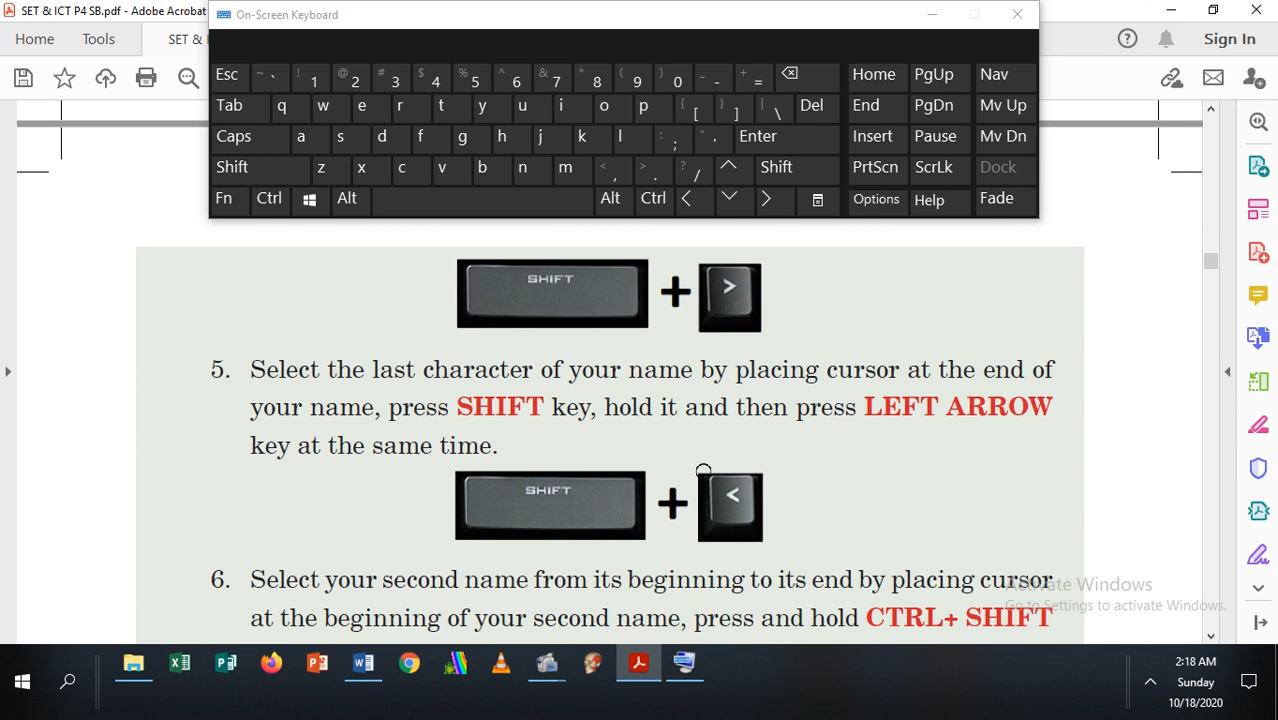 SET & ICT P4 SB.pdf - Adobe Acrobat
On-Screen Keyboard
Home Tools SET & I
Sign In
Esc ~ ` ! 1 @ 2 # 3 $ 4 % 5 ^ 6 & 7 * 8 ( 9 ) 0 _ - + = Home PgUp Nav
Tab q w e r t y u i o p { [ } ] | \ Del End PgDn Mv Up
Caps a s d f g h j k l : ; " ' Enter Insert Pause Mv Dn
Shift z x c v b n m < , > . ? / Shift PrtScn ScrLk Dock
Fn Ctrl Alt Alt Ctrl Options Help Fade
SHIFT + >
5. Select the last character of your name by placing cursor at the end of
your name, press SHIFT key, hold it and then press LEFT ARROW
key at the same time.
SHIFT + <
6. Select your second name from its beginning to its end by placing cursor
at the beginning of your second name, press and hold CTRL+ SHIFT
Activate Windows
Go to Settings to activate Windows.
2:18 AM
Sunday
10/18/2020